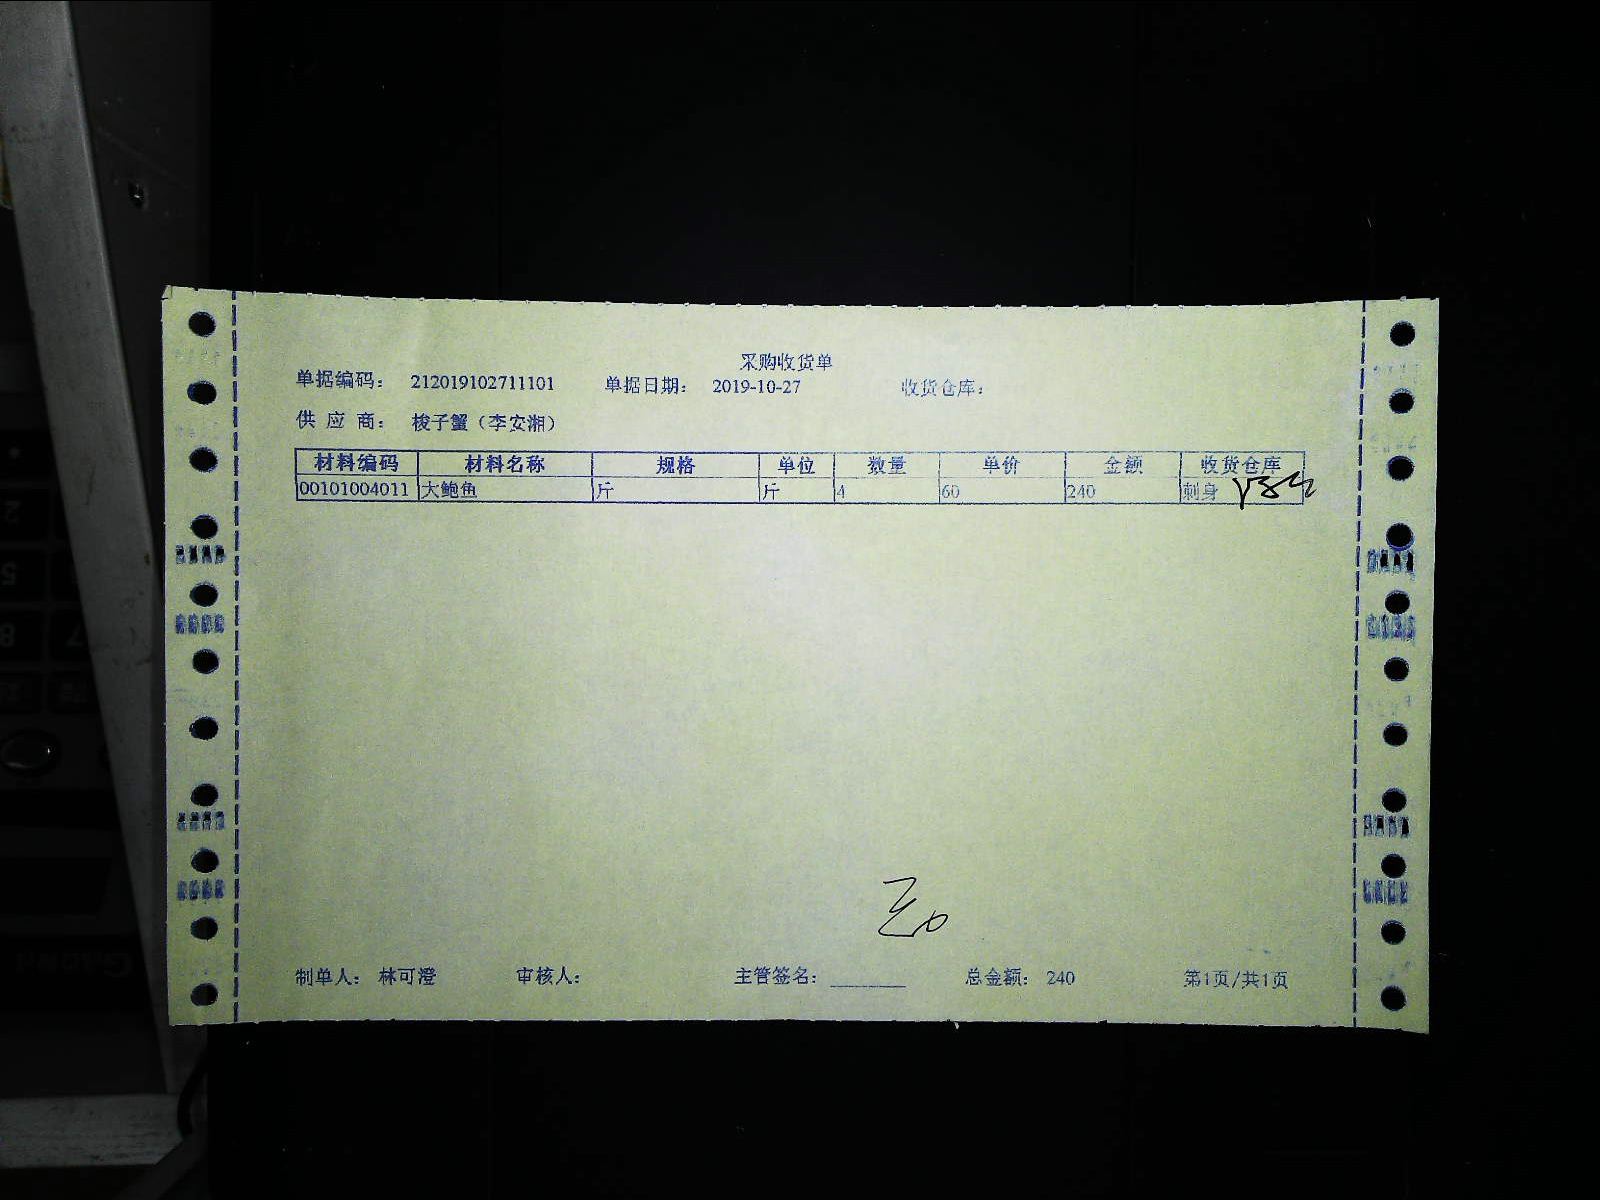 采购收货单
单据编码： 212019102711101 单据日期： 2019-10-27 收货仓库：
供 应 商： 梭子蟹（李安湘）
材料编码 材料名称 规格 单位 数量 单价 金额 收货仓库
00101004011 大鲍鱼 斤 斤 4 60 240 刺身
制单人： 林可澄 审核人： 主管签名： 总金额： 240 第1页/共1页